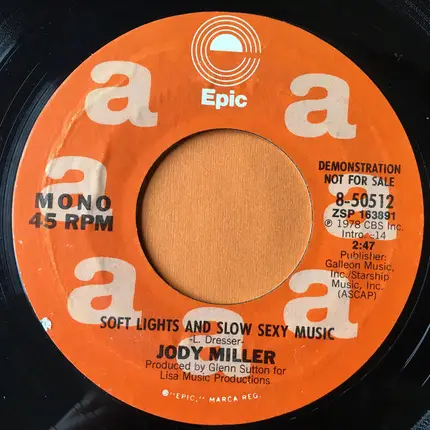 Epic
a a
a a
a a
a a
MONO
45 RPM
DEMONSTRATION
NOT FOR SALE
8-50512
ZSP 163891
Ⓟ 1978 CBS Inc.
Intro-:14
2:47
Publisher:
Galleon Music,
Inc./Starship
Music, Inc.
(ASCAP)
SOFT LIGHTS AND SLOW SEXY MUSIC
-L. Dresser-
JODY MILLER
Produced by Glenn Sutton for
Lisa Music Productions
®"EPIC," MARCA REG.